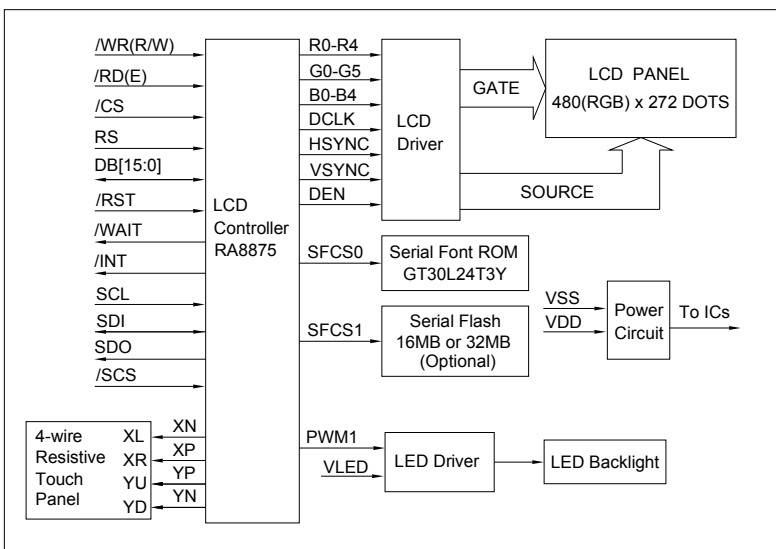 /WR(R/W)
/RD(E)
/CS
RS
DB[15:0]
/RST
/WAIT
/INT
SCL
SDI
SDO
/SCS
LCD
Controller
RA8875
R0-R4
G0-G5
B0-B4
DCLK
HSYNC
VSYNC
DEN
LCD
Driver
GATE
SOURCE
LCD PANEL
480(RGB) x 272 DOTS
SFCS0
Serial Font ROM
GT30L24T3Y
SFCS1
Serial Flash
16MB or 32MB
(Optional)
VSS
VDD
Power
Circuit
To ICs
4-wire
Resistive
Touch
Panel
XL
XR
YU
YD
XN
XP
YP
YN
PWM1
VLED
LED Driver
LED Backlight